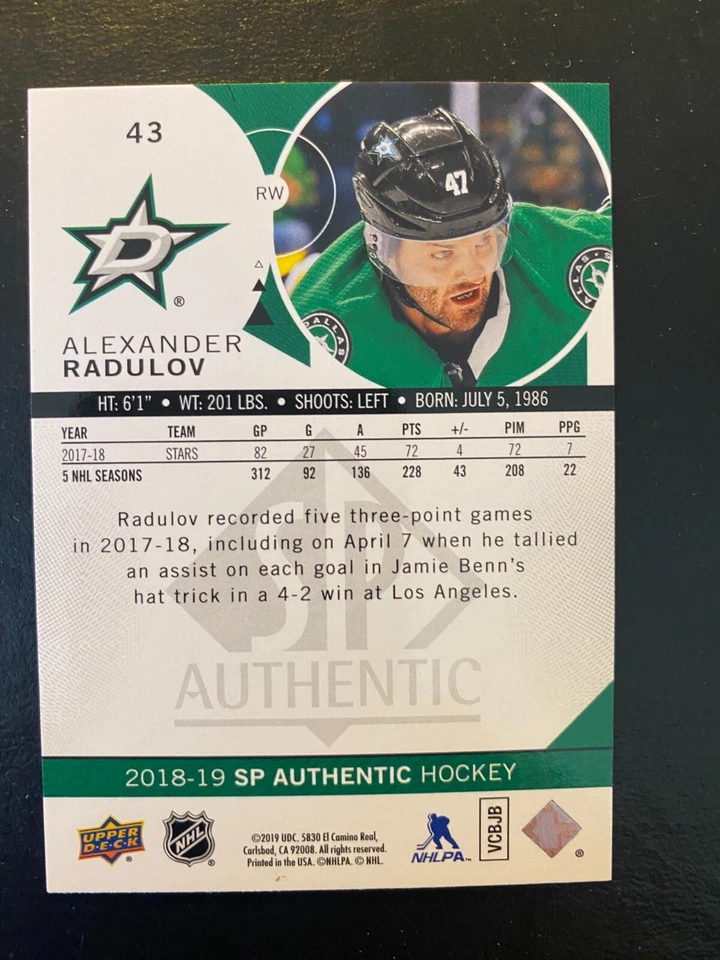 43
RW
47
DALLAS
DALLAS
D
®
ALEXANDER
RADULOV
HT: 6'1" • WT: 201 LBS. • SHOOTS: LEFT • BORN: JULY 5, 1986
YEAR TEAM GP G A PTS +/- PIM PPG
2017-18 STARS 82 27 45 72 4 72 7
5 NHL SEASONS 312 92 136 228 43 208 22
Radulov recorded five three-point games
in 2017-18, including on April 7 when he tallied
an assist on each goal in Jamie Benn's
hat trick in a 4-2 win at Los Angeles.
SP
AUTHENTIC
2018-19 SP AUTHENTIC HOCKEY
UPPER
D•E•C•K
®
NHL
®
©2019 UDC. 5830 El Camino Real,
Carlsbad, CA 92008. All rights reserved.
Printed in the USA. ©NHLPA. © NHL.
NHLPA™
VCBJB
®